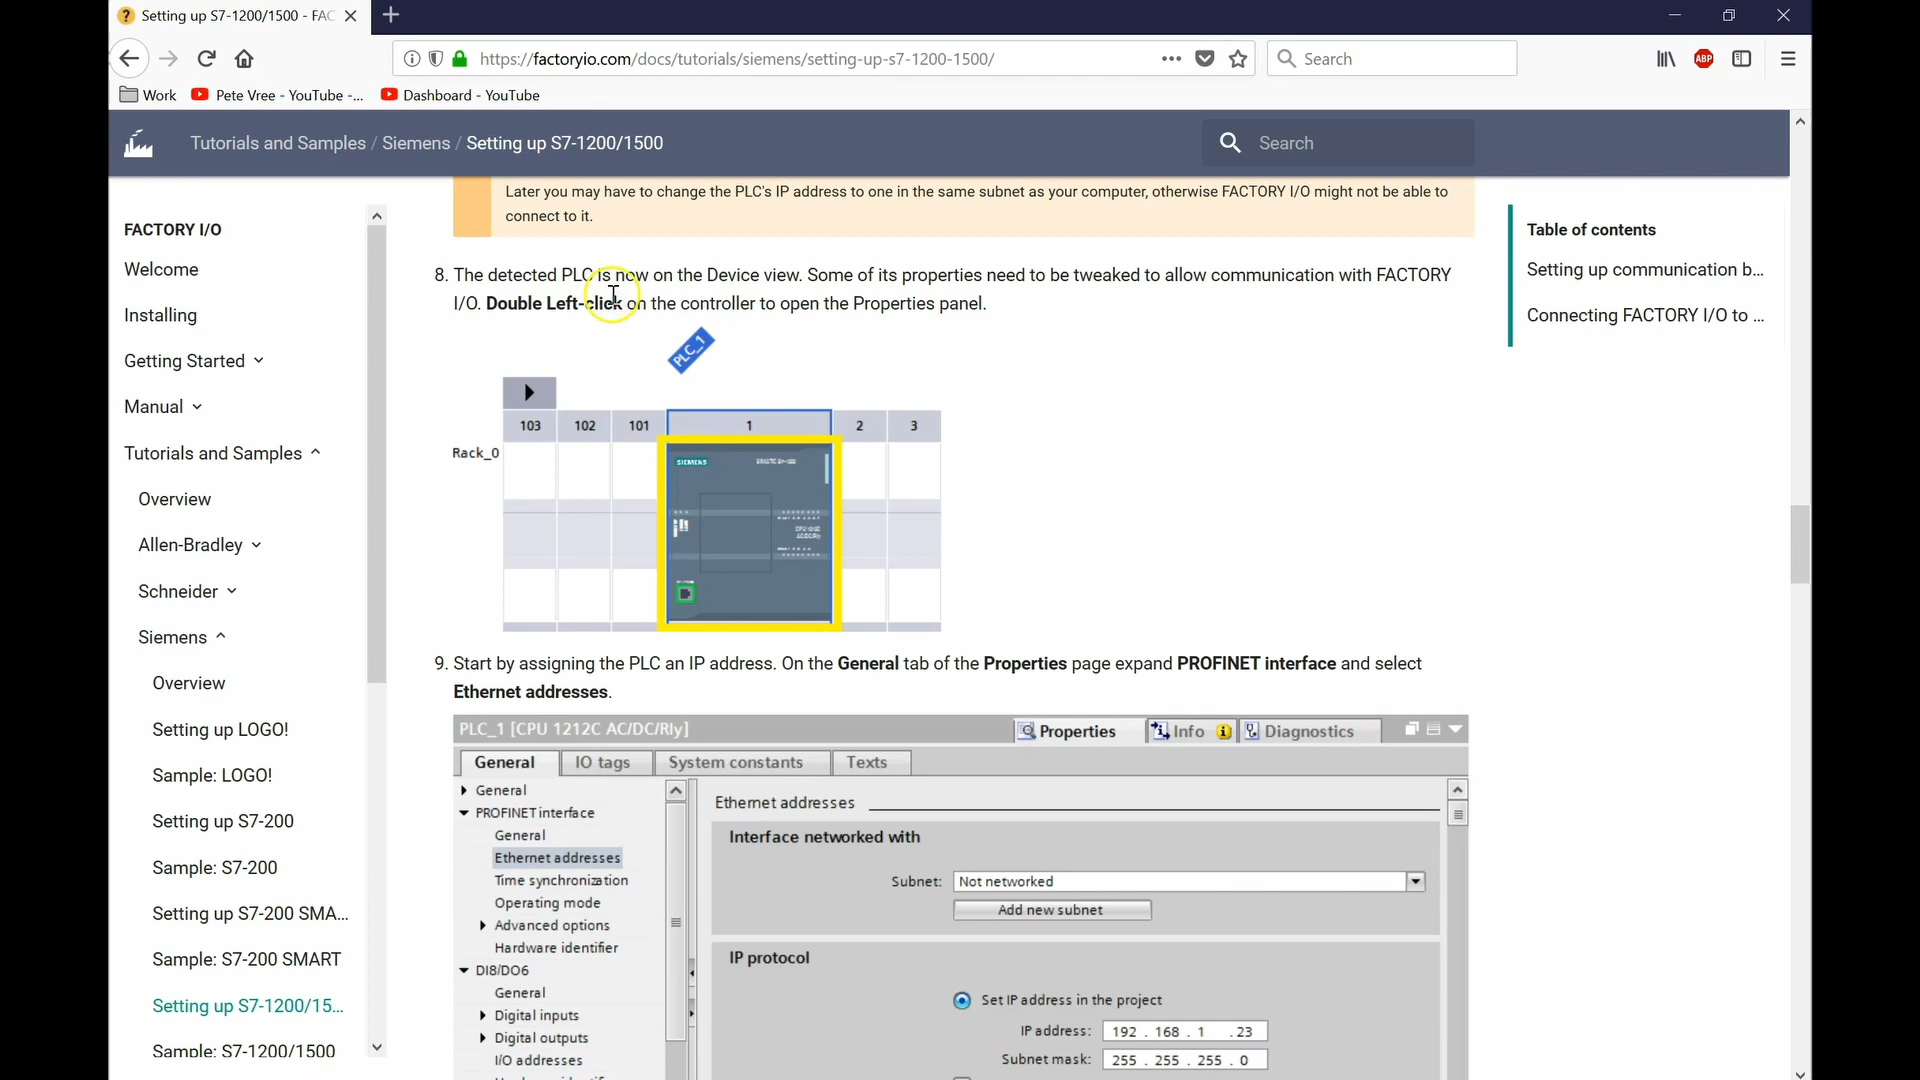 Setting up S7-1200/1500 - FAC
https://factoryio.com/docs/tutorials/siemens/setting-up-s7-1200-1500/
Search
ABP
Work
Pete Vree - YouTube -...
Dashboard - YouTube
Tutorials and Samples / Siemens / Setting up S7-1200/1500
Search
Later you may have to change the PLC's IP address to one in the same subnet as your computer, otherwise FACTORY I/O might not be able to
connect to it.
FACTORY I/O
Welcome
Installing
Getting Started
Manual
Tutorials and Samples
Overview
Allen-Bradley
Schneider
Siemens
Overview
Setting up LOGO!
Sample: LOGO!
Setting up S7-200
Sample: S7-200
Setting up S7-200 SMA...
Sample: S7-200 SMART
Setting up S7-1200/15...
Sample: S7-1200/1500
8. The detected PLC is now on the Device view. Some of its properties need to be tweaked to allow communication with FACTORY
I/O. Double Left-click on the controller to open the Properties panel.
PLC_1
103 102 101 1 2 3
Rack_0
SIEMENS
9. Start by assigning the PLC an IP address. On the General tab of the Properties page expand PROFINET interface and select
Ethernet addresses.
PLC_1 [CPU 1212C AC/DC/Rly]
Properties
Info
Diagnostics
General
IO tags
System constants
Texts
General
PROFINET interface
General
Ethernet addresses
Time synchronization
Operating mode
Advanced options
Hardware identifier
DI8/DO6
General
Digital inputs
Digital outputs
I/O addresses
Ethernet addresses
Interface networked with
Subnet: Not networked
Add new subnet
IP protocol
Set IP address in the project
IP address: 192 . 168 . 1 . 23
Subnet mask: 255 . 255 . 255 . 0
Table of contents
Setting up communication b...
Connecting FACTORY I/O to ...